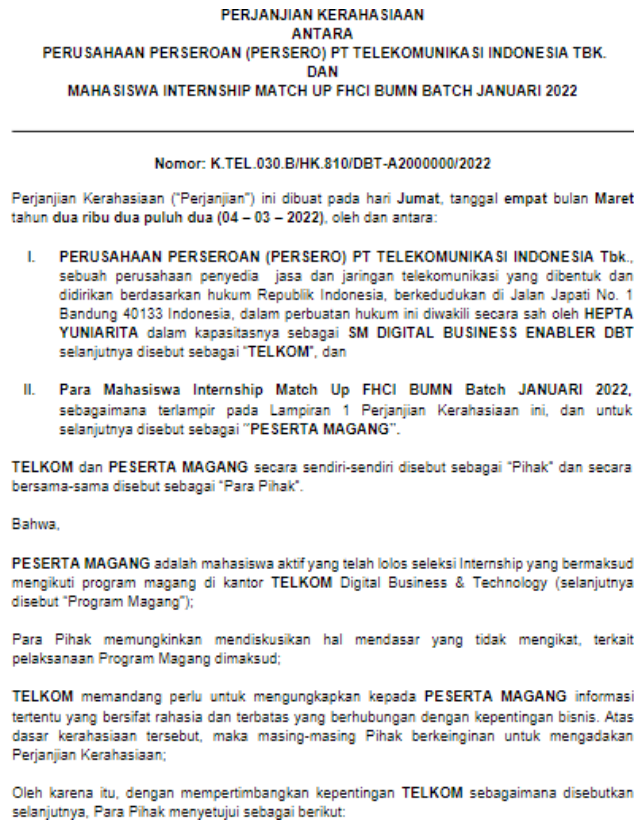 PERJANJIAN KERAHASIAAN
ANTARA
PERUSAHAAN PERSEROAN (PERSERO) PT TELEKOMUNIKASI INDONESIA TBK.
DAN
MAHASISWA INTERNSHIP MATCH UP FHCI BUMN BATCH JANUARI 2022
Nomor: K.TEL.030.B/HK.810/DBT-A2000000/2022
Perjanjian Kerahasiaan ("Perjanjian") ini dibuat pada hari Jumat, tanggal empat bulan Maret
tahun dua ribu dua puluh dua (04 – 03 – 2022), oleh dan antara:
I. PERUSAHAAN PERSEROAN (PERSERO) PT TELEKOMUNIKASI INDONESIA Tbk.,
sebuah perusahaan penyedia jasa dan jaringan telekomunikasi yang dibentuk dan
didirikan berdasarkan hukum Republik Indonesia, berkedudukan di Jalan Japati No. 1
Bandung 40133 Indonesia, dalam perbuatan hukum ini diwakili secara sah oleh HEPTA
YUNIARITA dalam kapasitasnya sebagai SM DIGITAL BUSINESS ENABLER DBT
selanjutnya disebut sebagai "TELKOM", dan
II. Para Mahasiswa Internship Match Up FHCI BUMN Batch JANUARI 2022,
sebagaimana terlampir pada Lampiran 1 Perjanjian Kerahasiaan ini, dan untuk
selanjutnya disebut sebagai "PESERTA MAGANG".
TELKOM dan PESERTA MAGANG secara sendiri-sendiri disebut sebagai "Pihak" dan secara
bersama-sama disebut sebagai "Para Pihak".
Bahwa,
PESERTA MAGANG adalah mahasiswa aktif yang telah lolos seleksi Internship yang bermaksud
mengikuti program magang di kantor TELKOM Digital Business & Technology (selanjutnya
disebut "Program Magang");
Para Pihak memungkinkan mendiskusikan hal mendasar yang tidak mengikat, terkait
pelaksanaan Program Magang dimaksud;
TELKOM memandang perlu untuk mengungkapkan kepada PESERTA MAGANG informasi
tertentu yang bersifat rahasia dan terbatas yang berhubungan dengan kepentingan bisnis. Atas
dasar kerahasiaan tersebut, maka masing-masing Pihak berkeinginan untuk mengadakan
Perjanjian Kerahasiaan;
Oleh karena itu, dengan mempertimbangkan kepentingan TELKOM sebagaimana disebutkan
selanjutnya, Para Pihak menyetujui sebagai berikut: